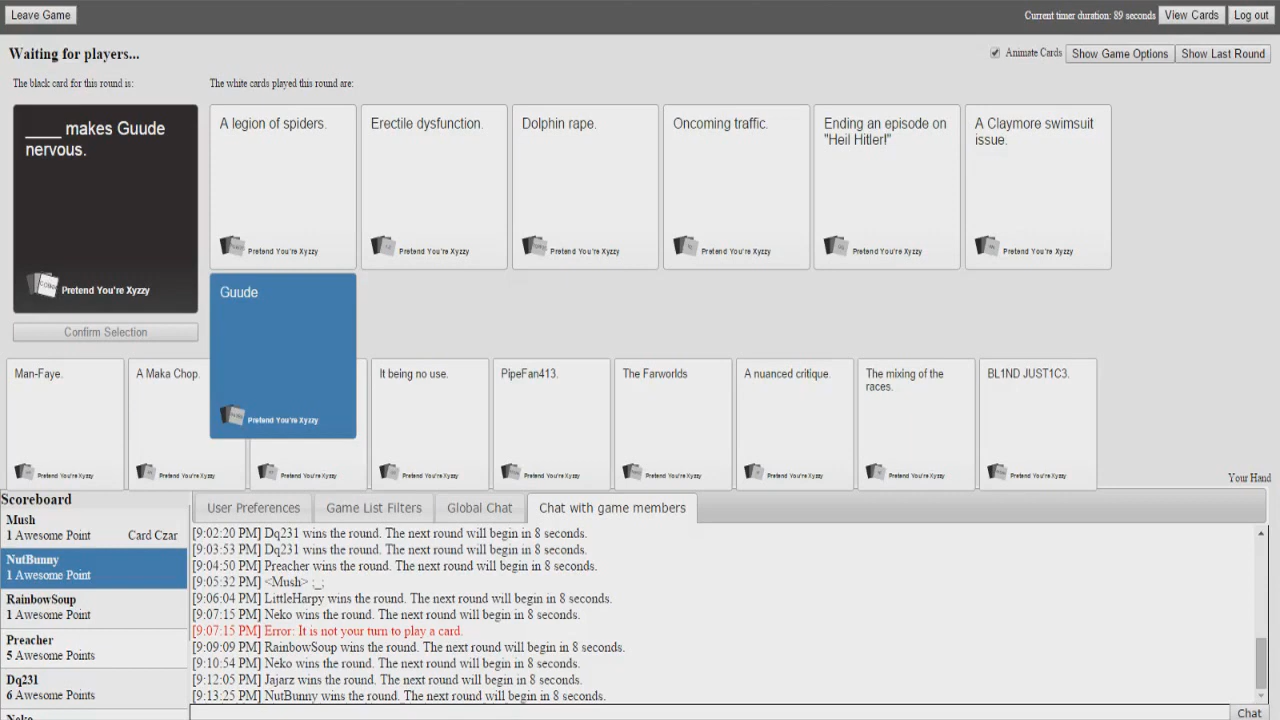 Leave Game
Current timer duration: 89 seconds
View Cards
Log out
Waiting for players...
Animate Cards
Show Game Options
Show Last Round
The black card for this round is:
The white cards played this round are:
____ makes Guude
nervous.
Pretend You're Xyzzy
Confirm Selection
A legion of spiders.
Pretend You're Xyzzy
Erectile dysfunction.
Pretend You're Xyzzy
Dolphin rape.
Pretend You're Xyzzy
Oncoming traffic.
Pretend You're Xyzzy
Ending an episode on
"Heil Hitler!"
Pretend You're Xyzzy
A Claymore swimsuit
issue.
Pretend You're Xyzzy
Guude
Pretend You're Xyzzy
Man-Faye.
Pretend You're Xyzzy
A Maka Chop.
Pretend You're Xyzzy
Pretend You're Xyzzy
It being no use.
Pretend You're Xyzzy
PipeFan413.
Pretend You're Xyzzy
The Farworlds
Pretend You're Xyzzy
A nuanced critique.
Pretend You're Xyzzy
The mixing of the
races.
Pretend You're Xyzzy
BL1ND JUST1C3.
Pretend You're Xyzzy
Your Hand
Scoreboard
Mush
1 Awesome Point
Card Czar
NutBunny
1 Awesome Point
RainbowSoup
1 Awesome Point
Preacher
5 Awesome Points
Dq231
6 Awesome Points
Neko
User Preferences
Game List Filters
Global Chat
Chat with game members
[9:02:20 PM] Dq231 wins the round. The next round will begin in 8 seconds.
[9:03:53 PM] Dq231 wins the round. The next round will begin in 8 seconds.
[9:04:50 PM] Preacher wins the round. The next round will begin in 8 seconds.
[9:05:32 PM] <Mush> ;_;
[9:06:04 PM] LittleHarpy wins the round. The next round will begin in 8 seconds.
[9:07:15 PM] Neko wins the round. The next round will begin in 8 seconds.
[9:07:15 PM] Error: It is not your turn to play a card.
[9:09:09 PM] RainbowSoup wins the round. The next round will begin in 8 seconds.
[9:10:54 PM] Neko wins the round. The next round will begin in 8 seconds.
[9:12:05 PM] Jajarz wins the round. The next round will begin in 8 seconds.
[9:13:25 PM] NutBunny wins the round. The next round will begin in 8 seconds.
Chat